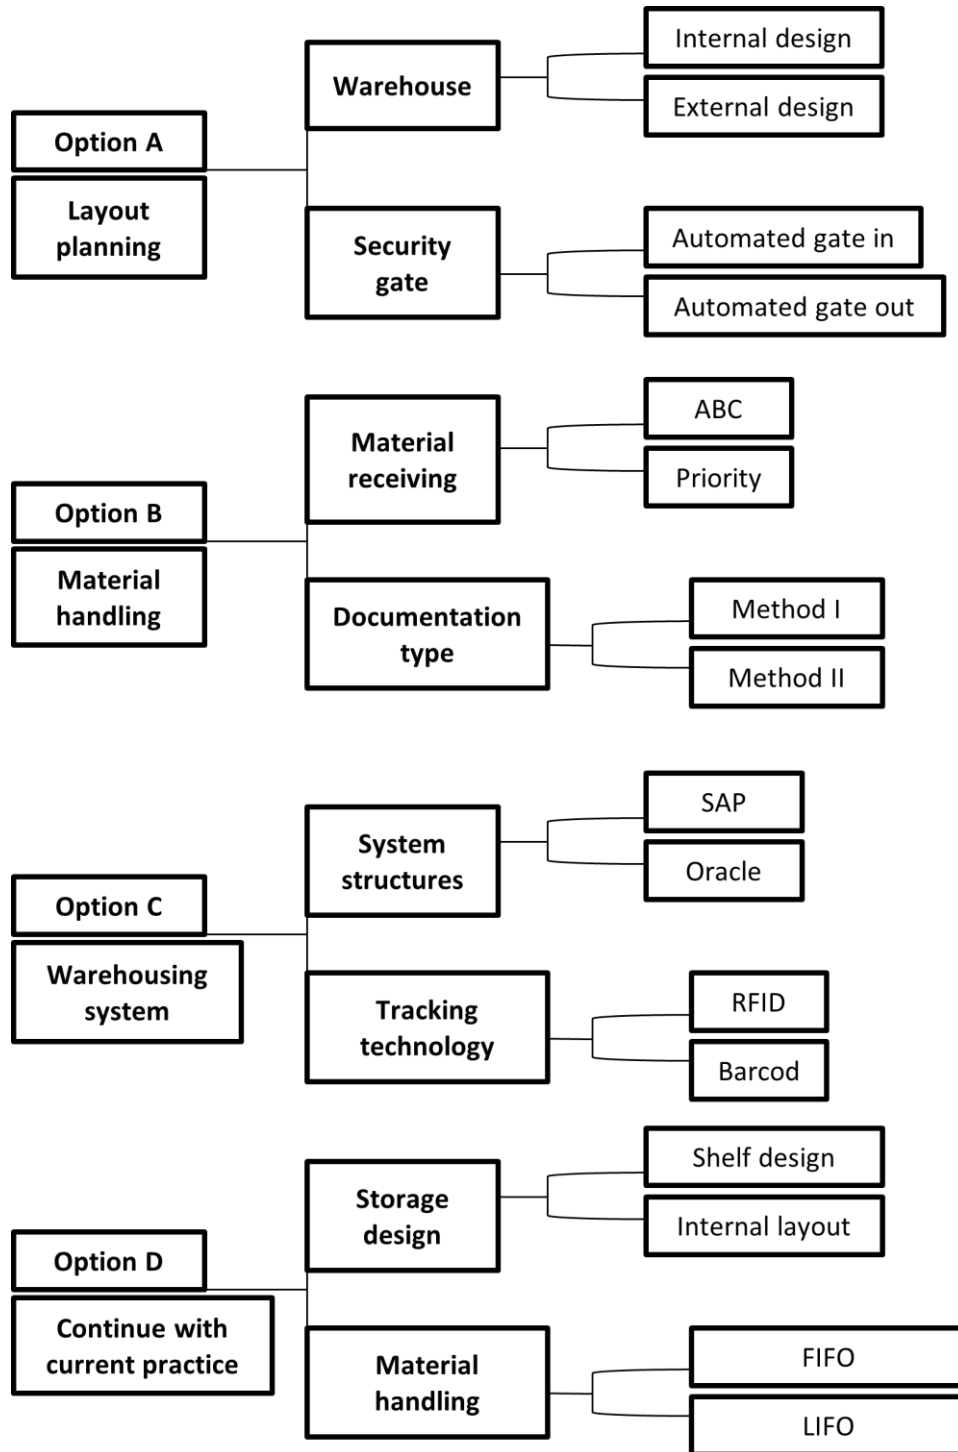 Option A
Layout
planning
Warehouse
Internal design
External design
Security
gate
Automated gate in
Automated gate out
Option B
Material
handling
Material
receiving
ABC
Priority
Documentation
type
Method I
Method II
Option C
Warehousing
system
System
structures
SAP
Oracle
Tracking
technology
RFID
Barcod
Option D
Continue with
current practice
Storage
design
Shelf design
Internal layout
Material
handling
FIFO
LIFO